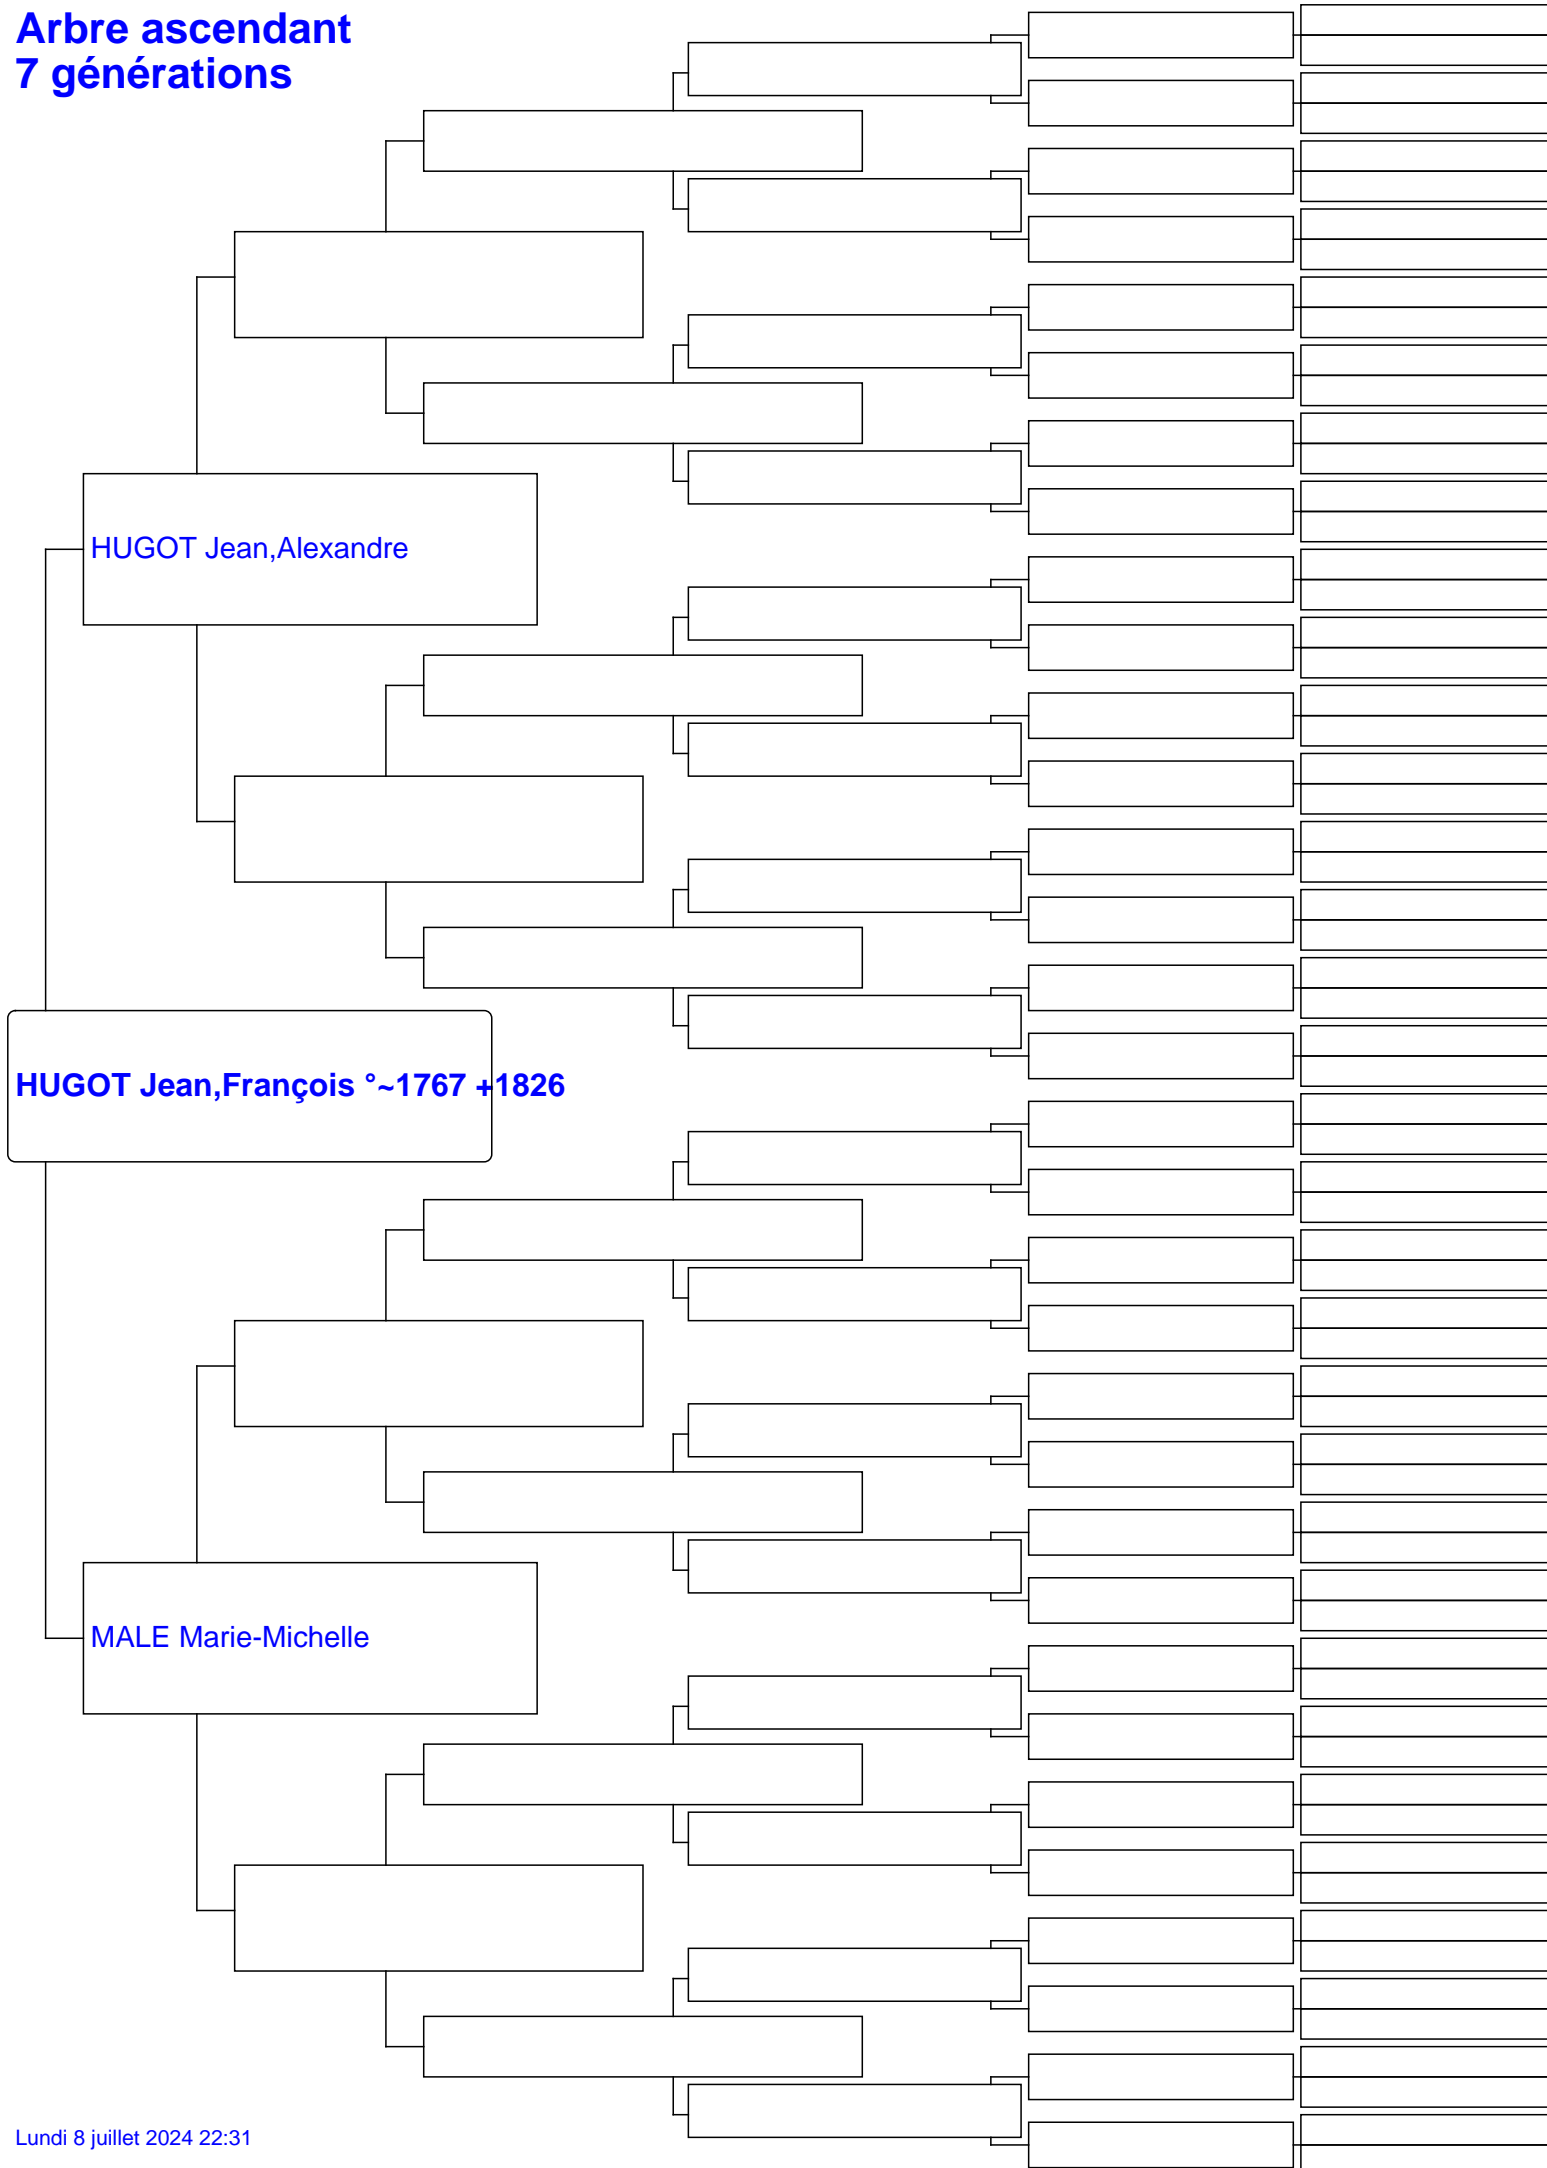 Arbre ascendant
7 générations
HUGOT Jean,Alexandre
HUGOT Jean,François °~1767 +1826
MALE Marie-Michelle
Lundi 8 juillet 2024 22:31